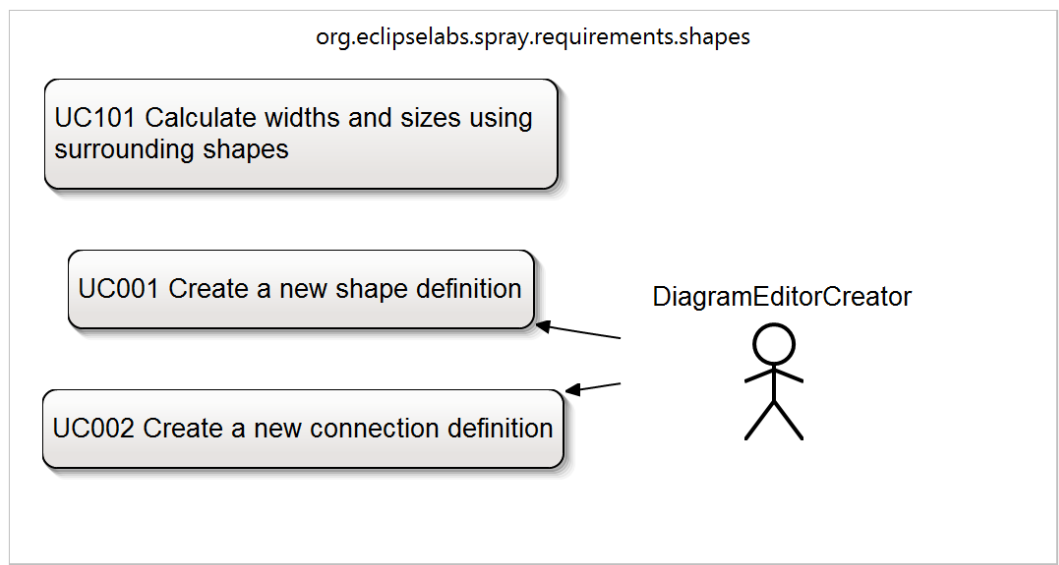 org.eclipselabs.spray.requirements.shapes
UC101 Calculate widths and sizes using
surrounding shapes
UC001 Create a new shape definition
DiagramEditorCreator
UC002 Create a new connection definition